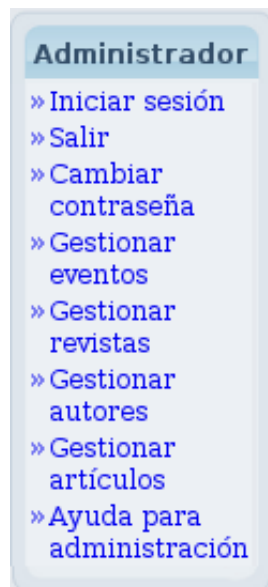 Administrador
» Iniciar sesión
» Salir
» Cambiar
contraseña
» Gestionar
eventos
» Gestionar
revistas
» Gestionar
autores
» Gestionar
artículos
» Ayuda para
administración